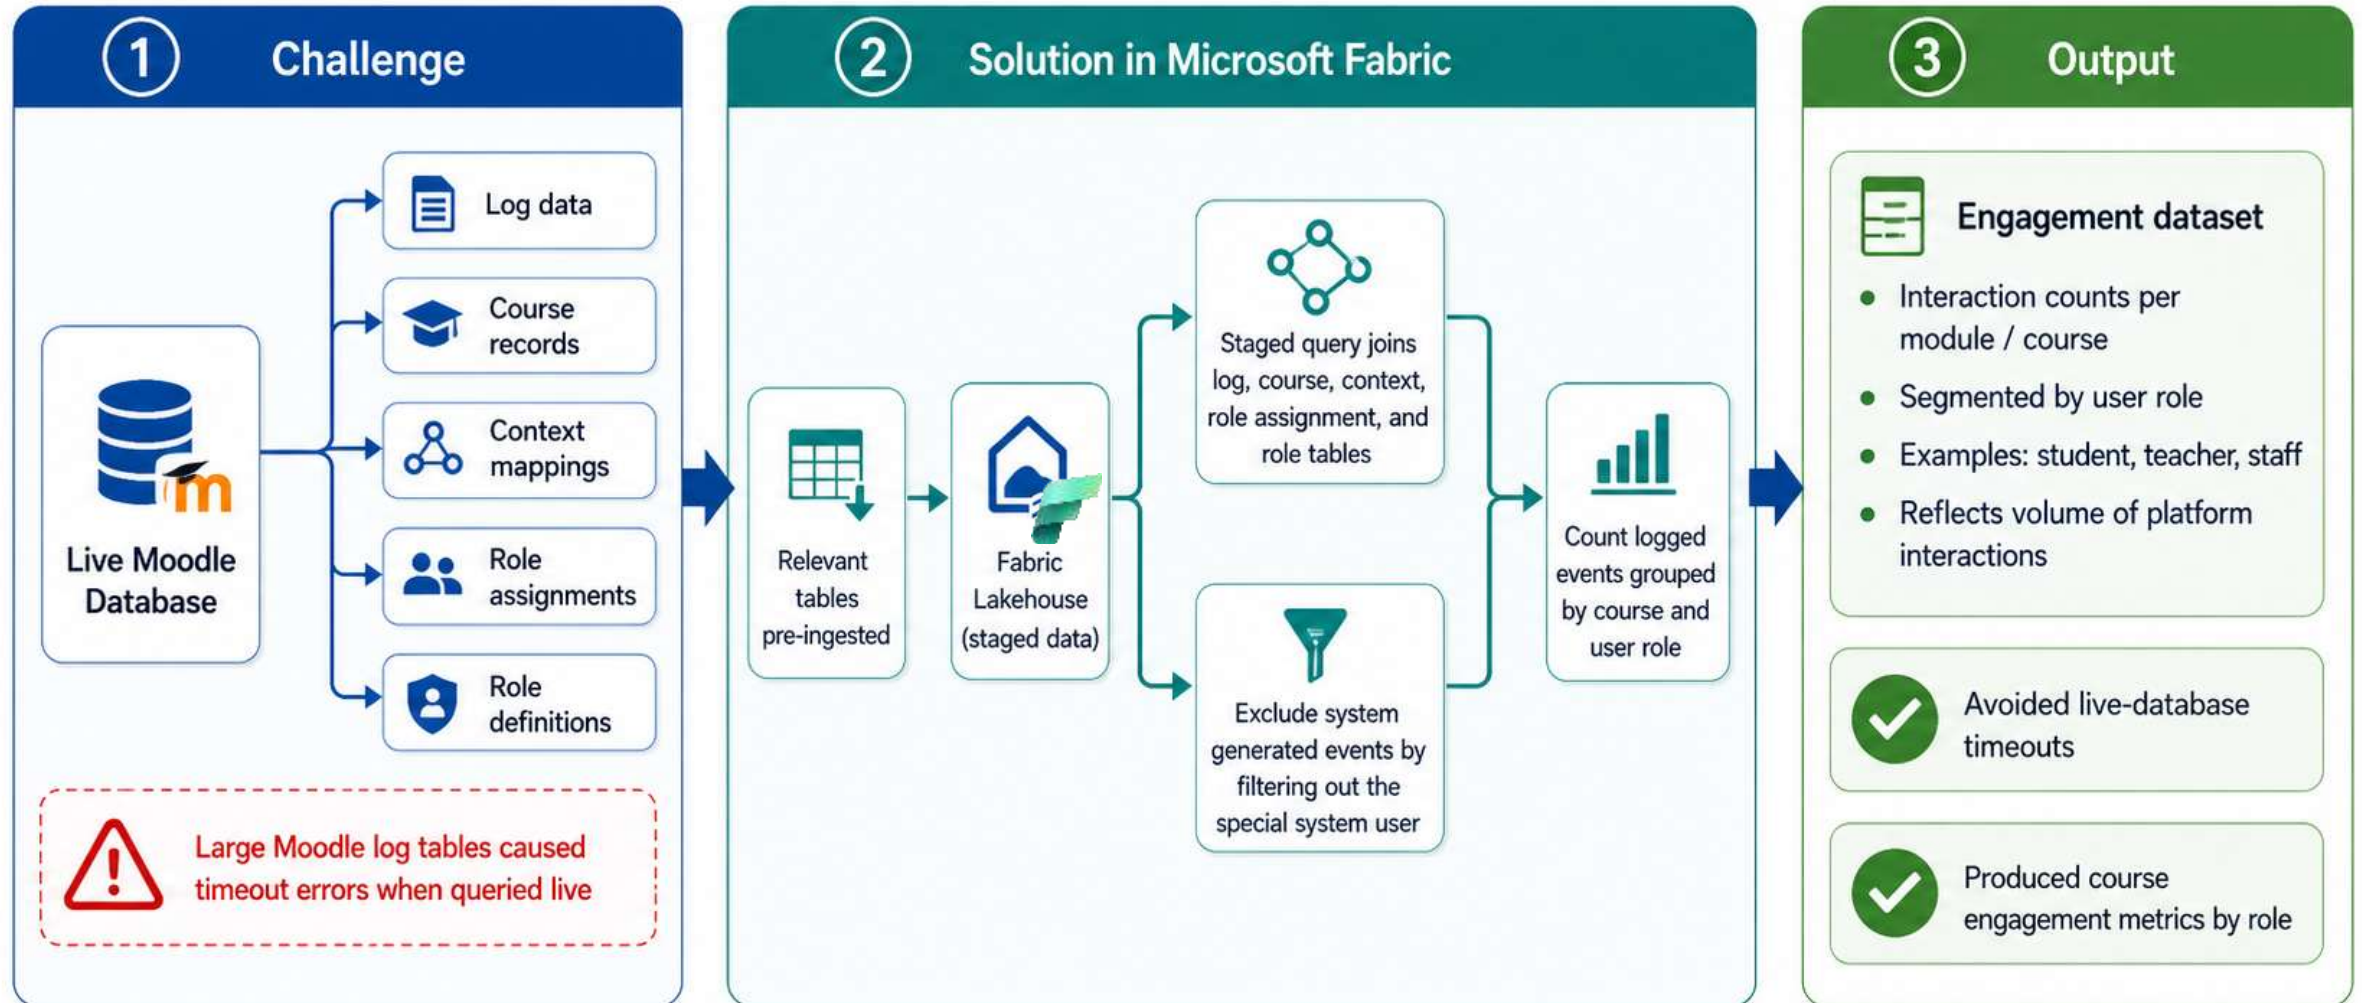 1 Challenge
Live Moodle
Database
Log data
Course
records
Context
mappings
Role
assignments
Role
definitions
Large Moodle log tables caused
timeout errors when queried live
2 Solution in Microsoft Fabric
Relevant
tables
pre-ingested
Fabric
Lakehouse
(staged data)
Staged query joins
log, course, context,
role assignment, and
role tables
Exclude system
generated events by
filtering out the
special system user
Count logged
events grouped
by course and
user role
3 Output
Engagement dataset
• Interaction counts per
module / course
• Segmented by user role
• Examples: student, teacher, staff
• Reflects volume of platform
interactions
Avoided live-database
timeouts
Produced course
engagement metrics by role